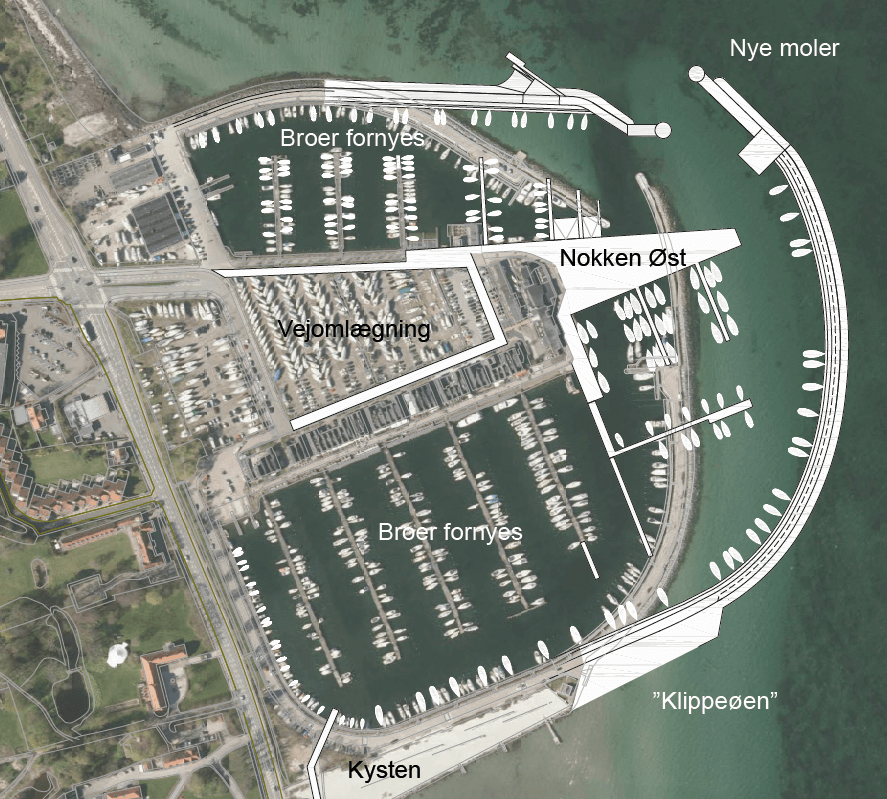 Nye moler
Broer fornyes
Nokken Øst
Vejomlægning
Broer fornyes
”Klippeøen”
Kysten